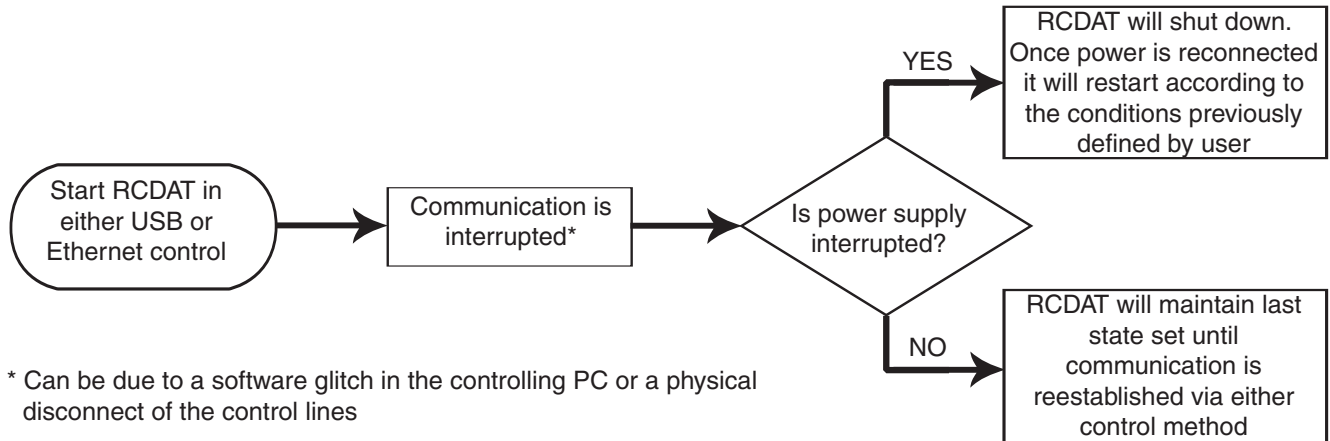 Start RCDAT in
either USB or
Ethernet control
Communication is
interrupted*
Is power supply
interrupted?
YES
RCDAT will shut down.
Once power is reconnected
it will restart according to
the conditions previously
defined by user
NO
RCDAT will maintain last
state set until
communication is
reestablished via either
control method
* Can be due to a software glitch in the controlling PC or a physical
disconnect of the control lines